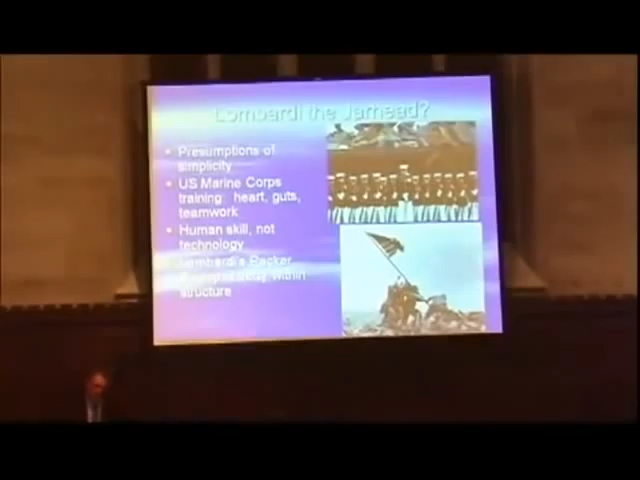 Lombardi the Jarhead?
Presumptions of
simplicity
US Marine Corps
training: heart, guts,
teamwork
Human skill, not
technology
Lombardi's Packer
within
structure